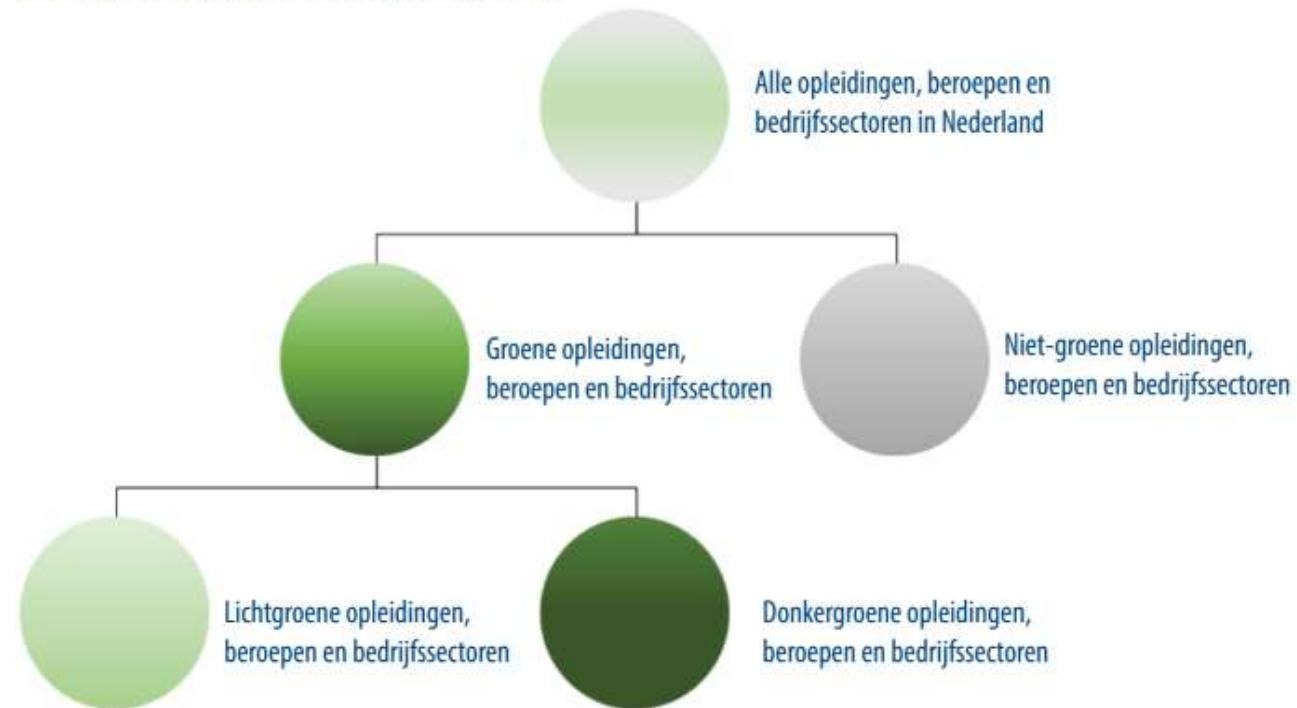 Alle opleidingen, beroepen en
bedrijfssectoren in Nederland
Groene opleidingen,
beroepen en bedrijfssectoren
Niet-groene opleidingen,
beroepen en bedrijfssectoren
Lichtgroene opleidingen,
beroepen en bedrijfssectoren
Donkergroene opleidingen,
beroepen en bedrijfssectoren